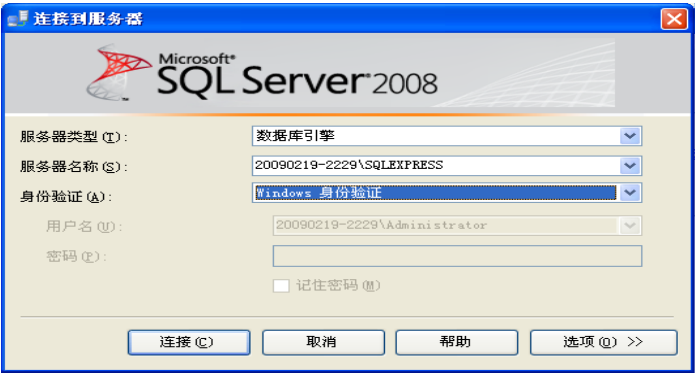 连接到服务器
Microsoft®
SQL Server®2008
服务器类型(T): 数据库引擎
服务器名称(S): 20090219-2229\SQLEXPRESS
身份验证(A): Windows 身份验证
用户名(U): 20090219-2229\Administrator
密码(P):
记住密码(M)
连接(C) 取消 帮助 选项(O) >>